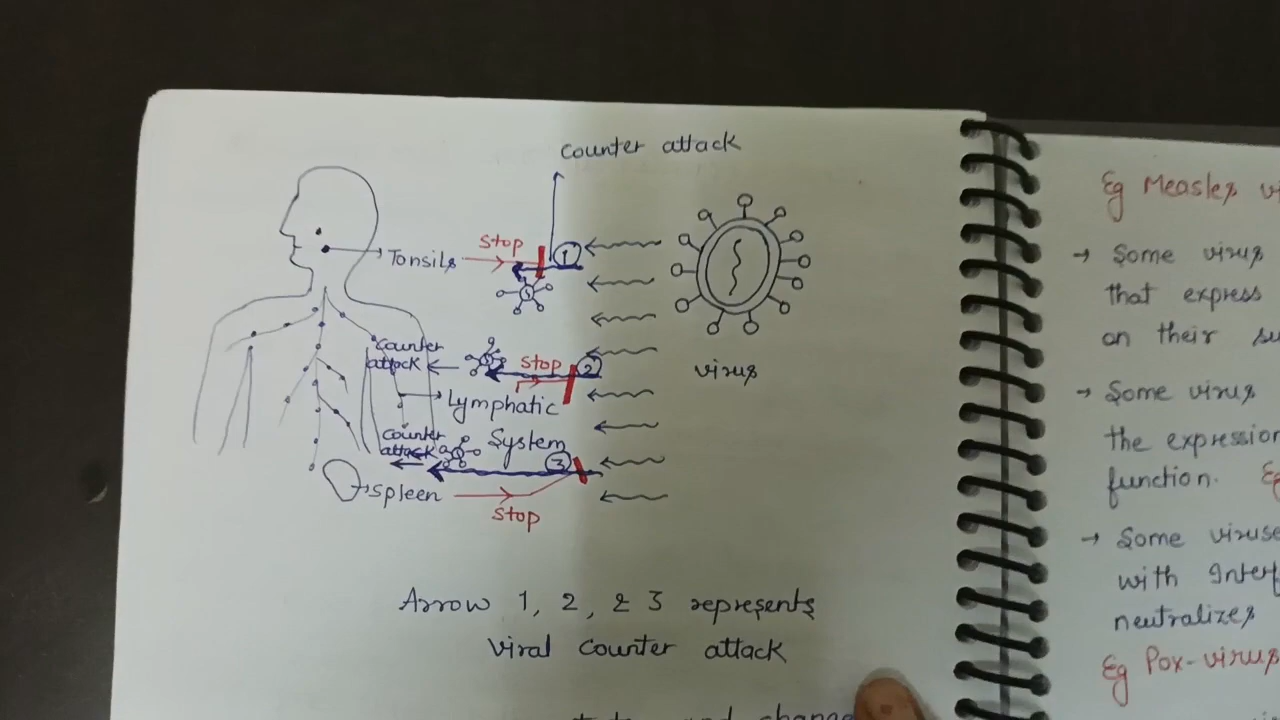 Counter attack
Stop
1
Tonsils
Counter
attack
Stop
2
virus
Lymphatic
System
Counter
attack
3
Spleen
Stop
Arrow 1, 2, & 3 represents
Viral Counter attack
Eg Measles
→ Some virus
that express
on their
→ Some virus
the expression
function. Eg
→ Some
with
neutralizes
Eg Pox-virus